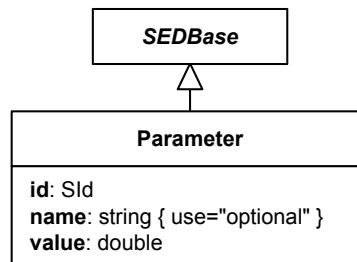 SEDBase
Parameter
id: SId
name: string { use="optional" }
value: double